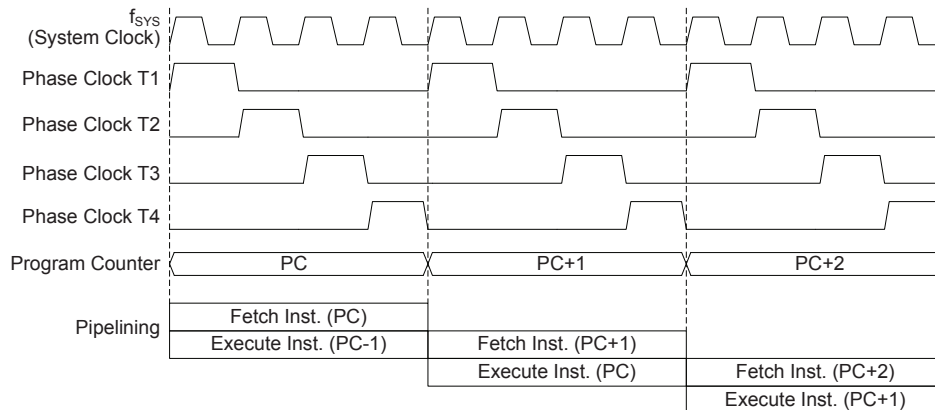 fSYS
(System Clock)
Phase Clock T1
Phase Clock T2
Phase Clock T3
Phase Clock T4
Program Counter PC PC+1 PC+2
Pipelining
Fetch Inst. (PC)
Execute Inst. (PC-1) Fetch Inst. (PC+1)
Execute Inst. (PC) Fetch Inst. (PC+2)
Execute Inst. (PC+1)